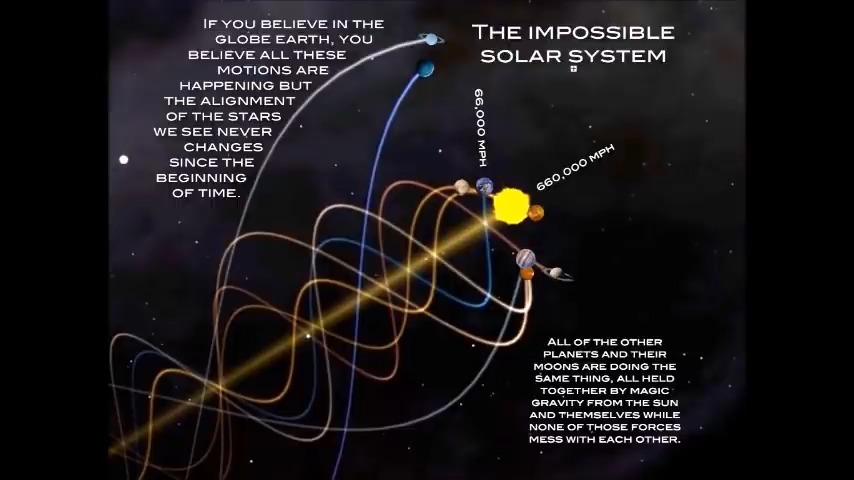 If you believe in the
globe Earth, you
believe all these
motions are
happening but
the alignment
of the stars
we see never
changes
since the
beginning
of time.
The impossible
solar system
66,000 mph
660,000 mph
All of the other
planets and their
moons are doing the
same thing, all held
together by magic
gravity from the sun
and themselves while
none of those forces
mess with each other.